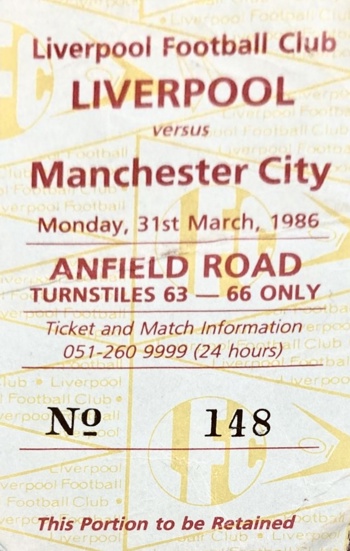 Liverpool Football Club
LIVERPOOL
versus
Manchester City
Monday, 31st March, 1986
ANFIELD ROAD
TURNSTILES 63 — 66 ONLY
Ticket and Match Information
051-260 9999 (24 hours)
Nº 148
This Portion to be Retained